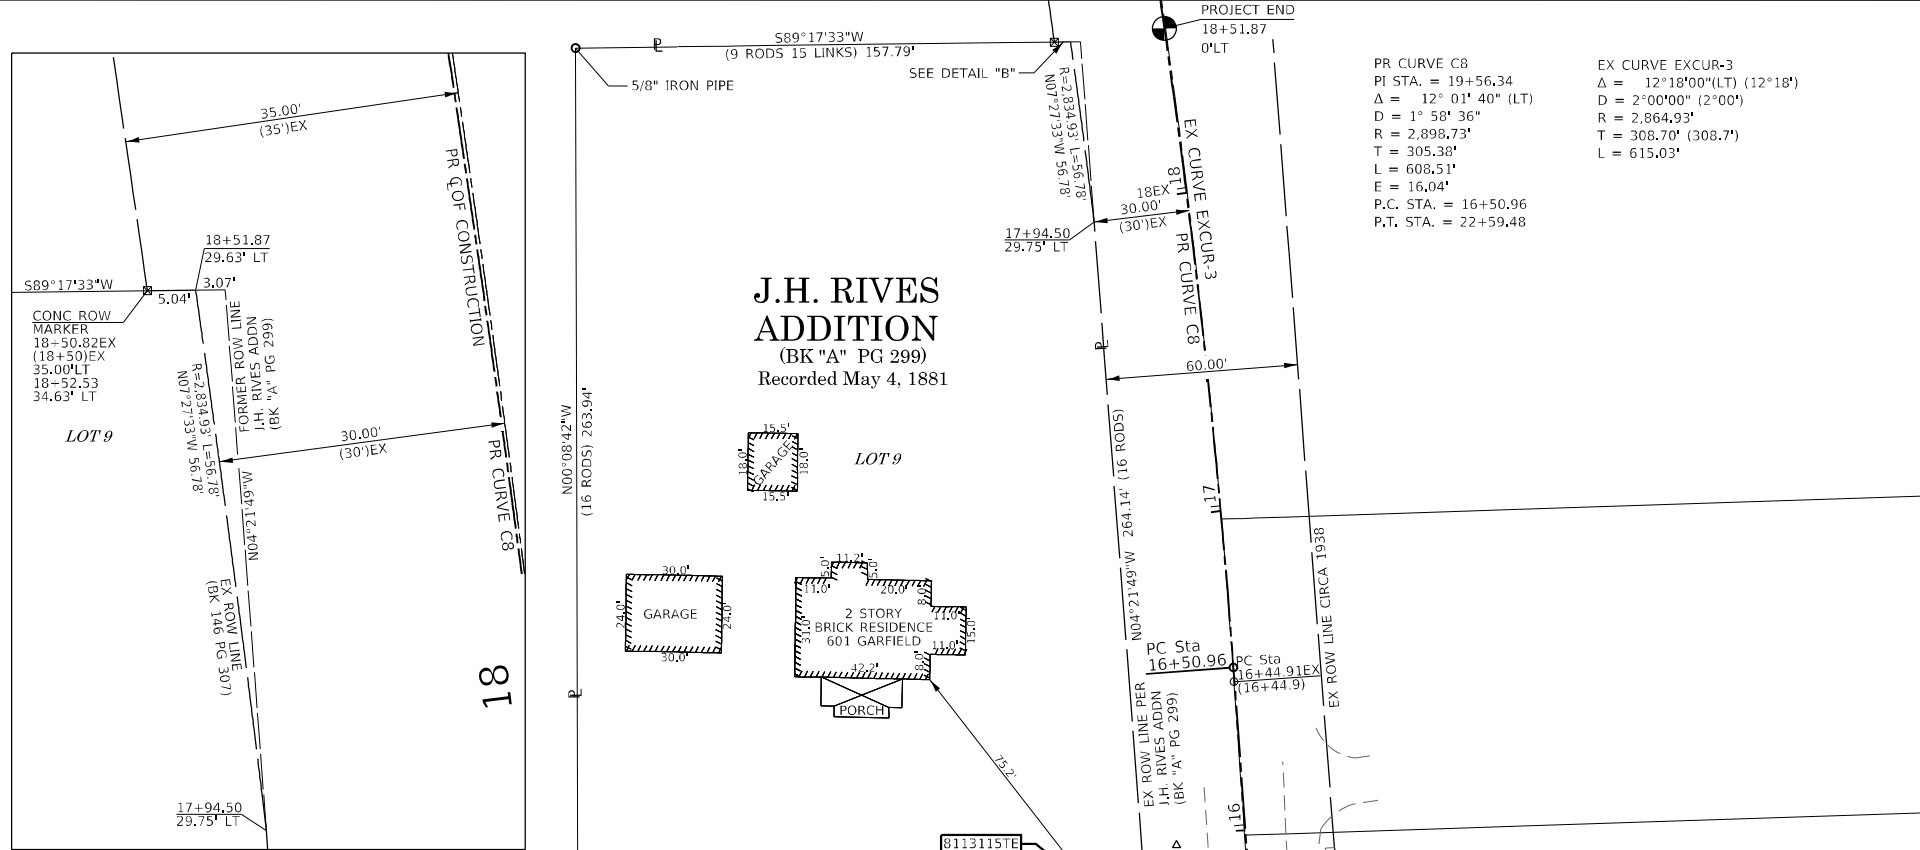 35.00'
(35')EX
PR ℄ OF CONSTRUCTION
18+51.87
29.63' LT
S89°17'33"W
5.04'
3.07'
CONC ROW
MARKER
18+50.82EX
(18+50)EX
35.00'LT
18+52.53
34.63' LT
LOT 9
R=2,834.93' L=56.78'
N07°27'33"W 56.78'
FORMER ROW LINE
J.H. RIVES ADDN
(BK "A" PG 299)
30.00'
(30')EX
PR CURVE C8
N04°21'49"W
EX ROW LINE
(BK 146 PG 307)
18
17+94.50
29.75' LT
S89°17'33"W
(9 RODS 15 LINKS) 157.79'
5/8" IRON PIPE
SEE DETAIL "B"
PROJECT END
18+51.87
0'LT
R=2,834.93' L=56.78'
N07°27'33"W 56.78'
EX CURVE EXCUR-3
18
18EX
30.00'
(30')EX
17+94.50
29.75' LT
PR CURVE C8
PR CURVE C8
PI STA. = 19+56.34
Δ = 12° 01' 40" (LT)
D = 1° 58' 36"
R = 2,898.73'
T = 305.38'
L = 608.51'
E = 16.04'
P.C. STA. = 16+50.96
P.T. STA. = 22+59.48
EX CURVE EXCUR-3
Δ = 12°18'00"(LT) (12°18')
D = 2°00'00" (2°00')
R = 2,864.93'
T = 308.70' (308.7')
L = 615.03'
J.H. RIVES
ADDITION
(BK "A" PG 299)
Recorded May 4, 1881
N00°08'42"W
(16 RODS) 263.94'
60.00'
15.5'
18.0'
GARAGE
18.0'
15.5'
LOT 9
17
N04°21'49"W 264.14' (16 RODS)
EX ROW LINE CIRCA 1938
30.0'
24.0'
GARAGE
24.0'
30.0'
11.2'
5.0'
5.0'
11.0'
20.0'
8.0'
11.0'
31.0'
2 STORY
BRICK RESIDENCE
601 GARFIELD
15.0'
11.0'
8.0'
42.2'
PORCH
75.2'
PC Sta
16+50.96
PC Sta
16+44.91EX
(16+44.9)
EX ROW LINE PER
J.H. RIVES ADDN
(BK "A" PG 299)
16
8113115TE